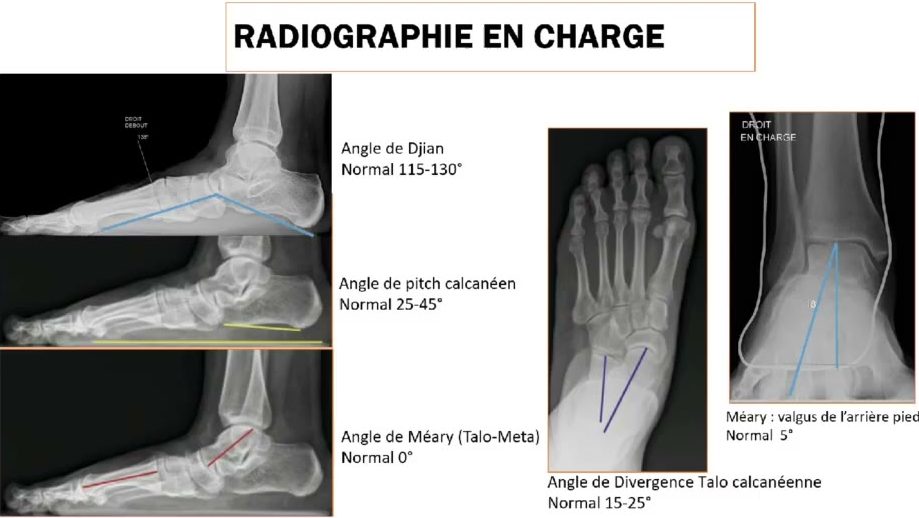 RADIOGRAPHIE EN CHARGE
DROIT
DEBOUT
Angle de Djian
Normal 115-130°
Angle de pitch calcanéen
Normal 25-45°
Angle de Méary (Talo-Meta)
Normal 0°
Angle de Divergence Talo calcanéenne
Normal 15-25°
DROIT
EN CHARGE
Méary : valgus de l'arrière pied
Normal 5°